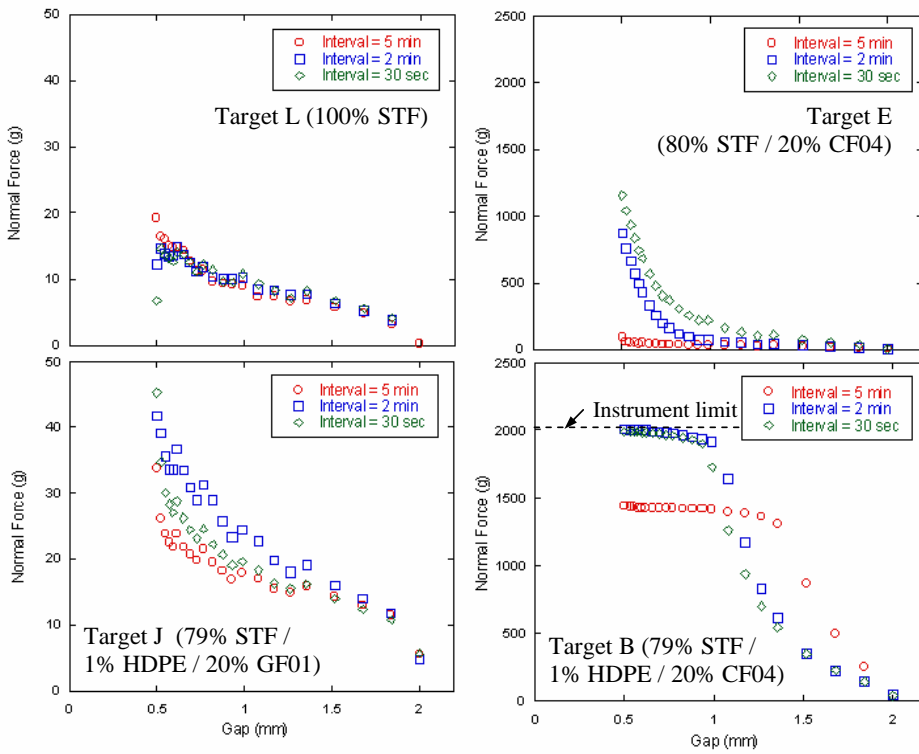 50
40
30
20
10
0
Normal Force (g)
Interval = 5 min
Interval = 2 min
Interval = 30 sec
Target L (100% STF)
2500
2000
1500
1000
500
0
Normal Force (g)
Interval = 5 min
Interval = 2 min
Interval = 30 sec
Target E
(80% STF / 20% CF04)
50
40
30
20
10
0
Normal Force (g)
Interval = 5 min
Interval = 2 min
Interval = 30 sec
Target J (79% STF /
1% HDPE / 20% GF01)
0 0.5 1 1.5 2
Gap (mm)
2500
2000
1500
1000
500
0
Normal Force (g)
Interval = 5 min
Interval = 2 min
Interval = 30 sec
Instrument limit
Target B (79% STF /
1% HDPE / 20% CF04)
0 0.5 1 1.5 2
Gap (mm)